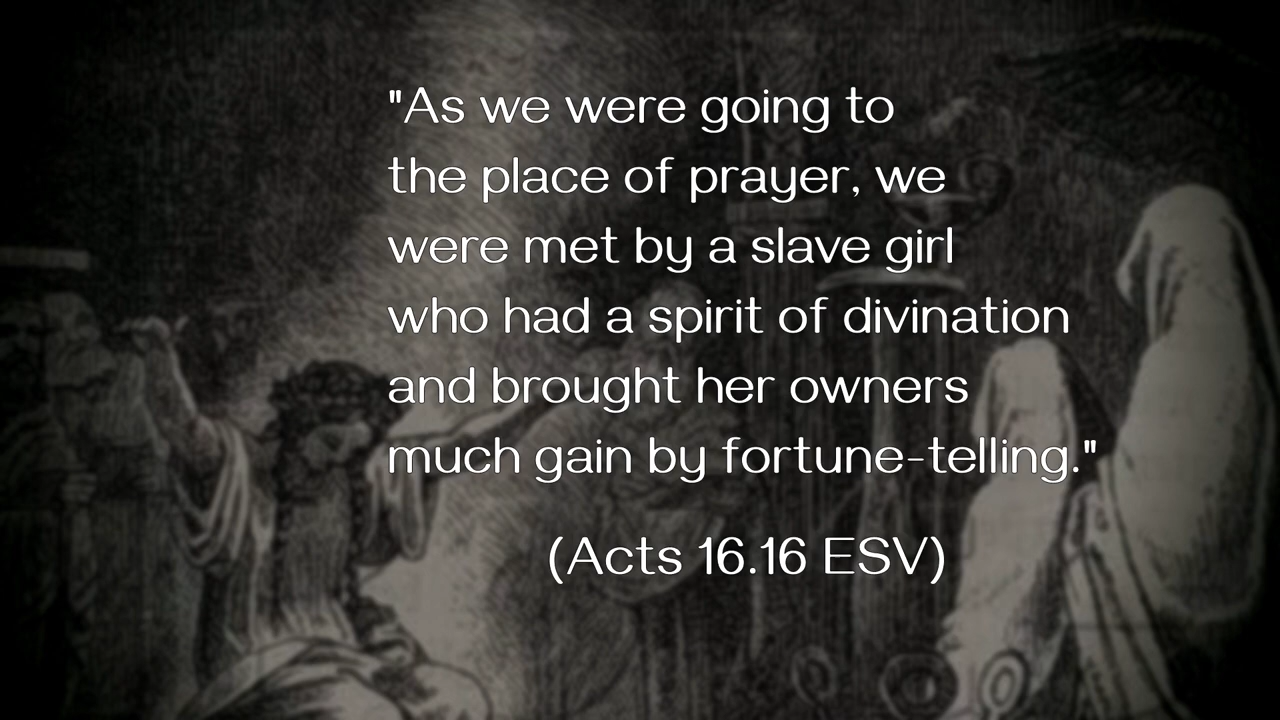 "As we were going to
the place of prayer, we
were met by a slave girl
who had a spirit of divination
and brought her owners
much gain by fortune-telling."
(Acts 16.16 ESV)